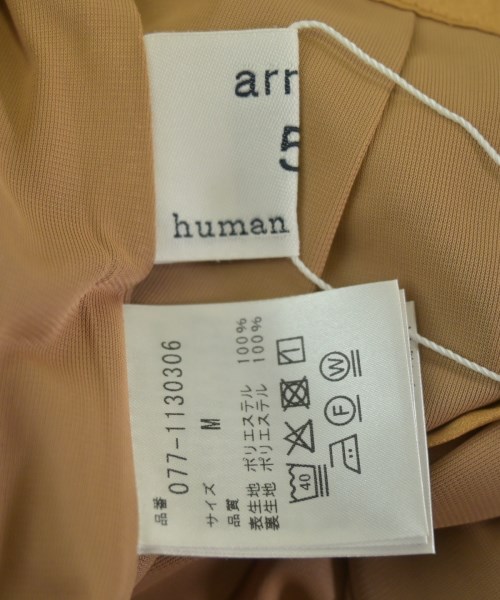 arr
5
human
品番
077-1130306
サイズ M
品質
表生地 ポリエステル 100%
裏生地 ポリエステル 100%
40
F
W